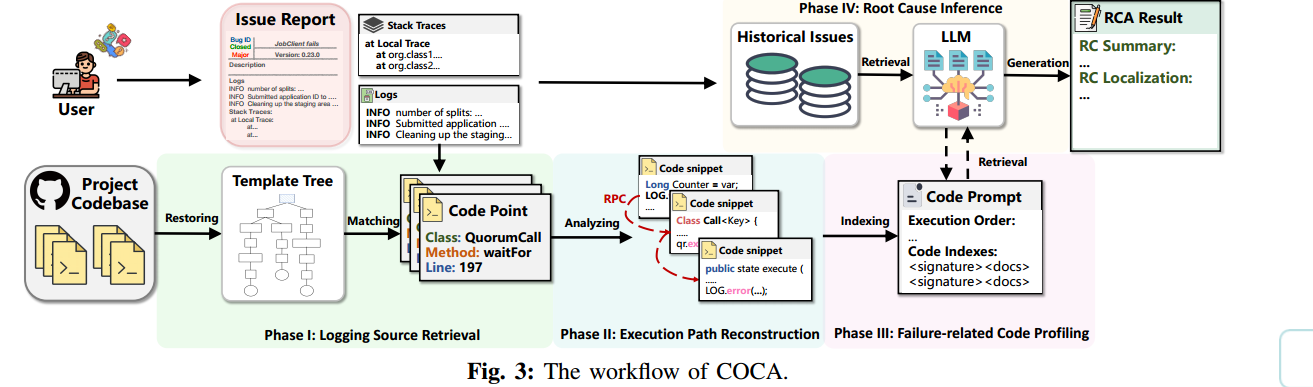 Issue Report
Bug ID
Closed
Major
JobClient fails
Version: 0.23.0
Description
Logs
INFO number of splits: ...
INFO Submitted application ID to ....
INFO Cleaning up the staging area ...
Stack Traces:
at Local Trace:
at...
at...
User
Stack Traces
at Local Trace
at org.class1....
at org.class2...
Logs
INFO number of splits: ...
INFO Submitted application ....
INFO Cleaning up the staging...
Phase IV: Root Cause Inference
Historical Issues
Retrieval
LLM
Generation
RCA Result
RC Summary:
...
RC Localization:
...
Retrieval
Project
Codebase
Restoring
Template Tree
Matching
Code Point
Class: QuorumCall
Method: waitFor
Line: 197
Phase I: Logging Source Retrieval
Analyzing
RPC
Code snippet
Long Counter = var;
LOG.
....
Code snippet
Class Call<Key> {
.....
qr.ex
Code snippet
public state execute (
.....
LOG.error(...);
Phase II: Execution Path Reconstruction
Indexing
Code Prompt
Execution Order:
...
Code Indexes:
<signature><docs>
<signature><docs>
Phase III: Failure-related Code Profiling
Fig. 3: The workflow of COCA.